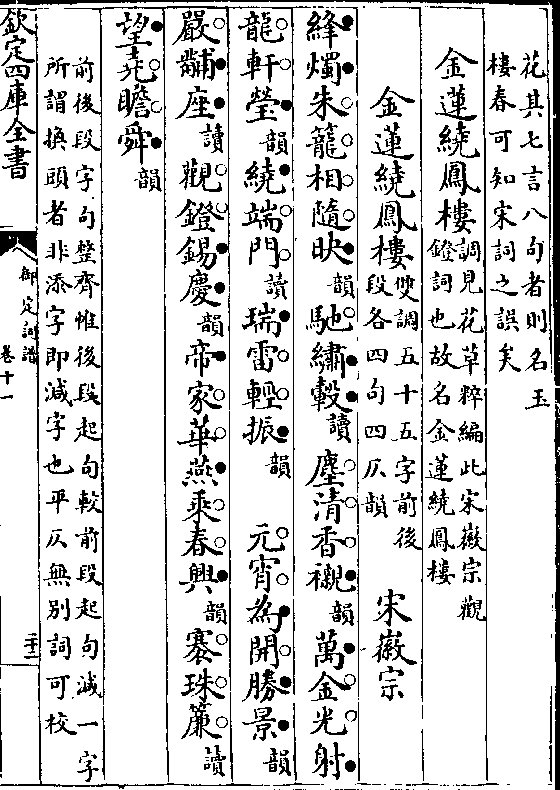 花其七言八句者則名玉
樓春可知宋詞之誤矣
金蓮繞鳳樓調見花草粹編此宋徽宗觀
鐙詞也故名金蓮繞鳳樓
金蓮繞鳳樓雙調五十五字前後
段各四句四仄韻 宋徽宗
絳燭朱籠相隨映韻馳繡轂讀塵清香襯韻萬金光射
龍軒瑩韻繞端門讀瑞雷輕振韻 元宵為開勝景韻
嚴黼座讀觀鐙錫慶韻帝家華燕乘春興韻褰珠簾讀
望堯瞻舜韻
前後段字句整齊惟後段起句較前段起句減一字
所謂換頭者非添字即減字也平仄無別詞可校
欽定四庫全書
御定詞譜
卷十一
二十二